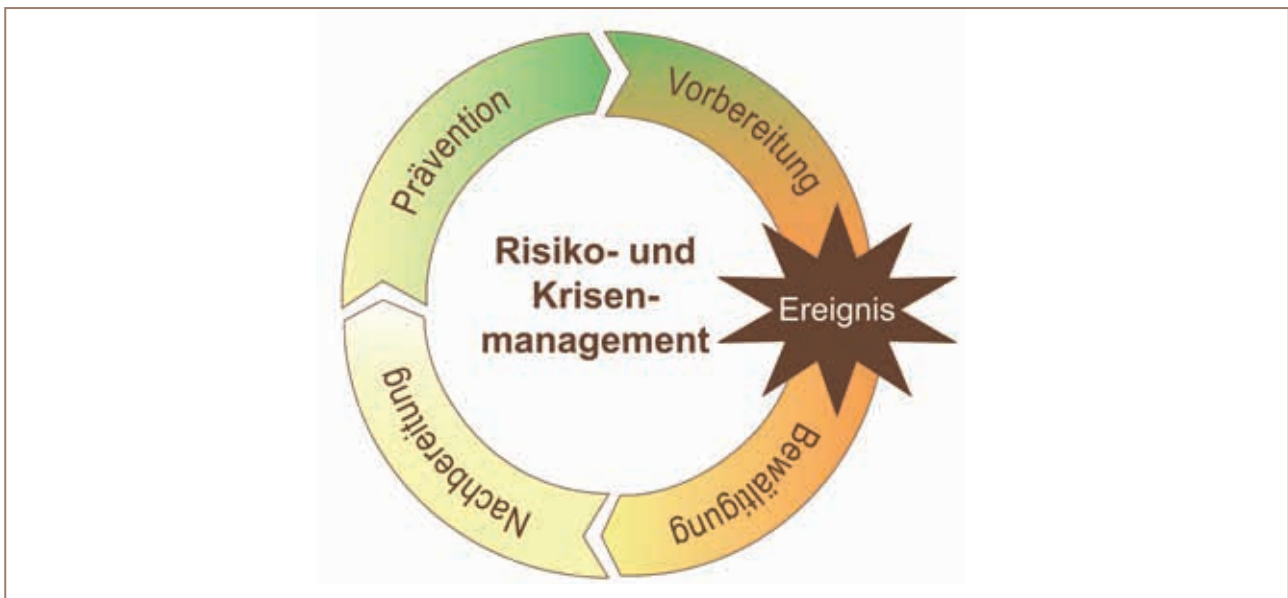 Prävention
Vorbereitung
Risiko- und
Krisen-
management
Ereignis
Bewältigung
Nachbereitung